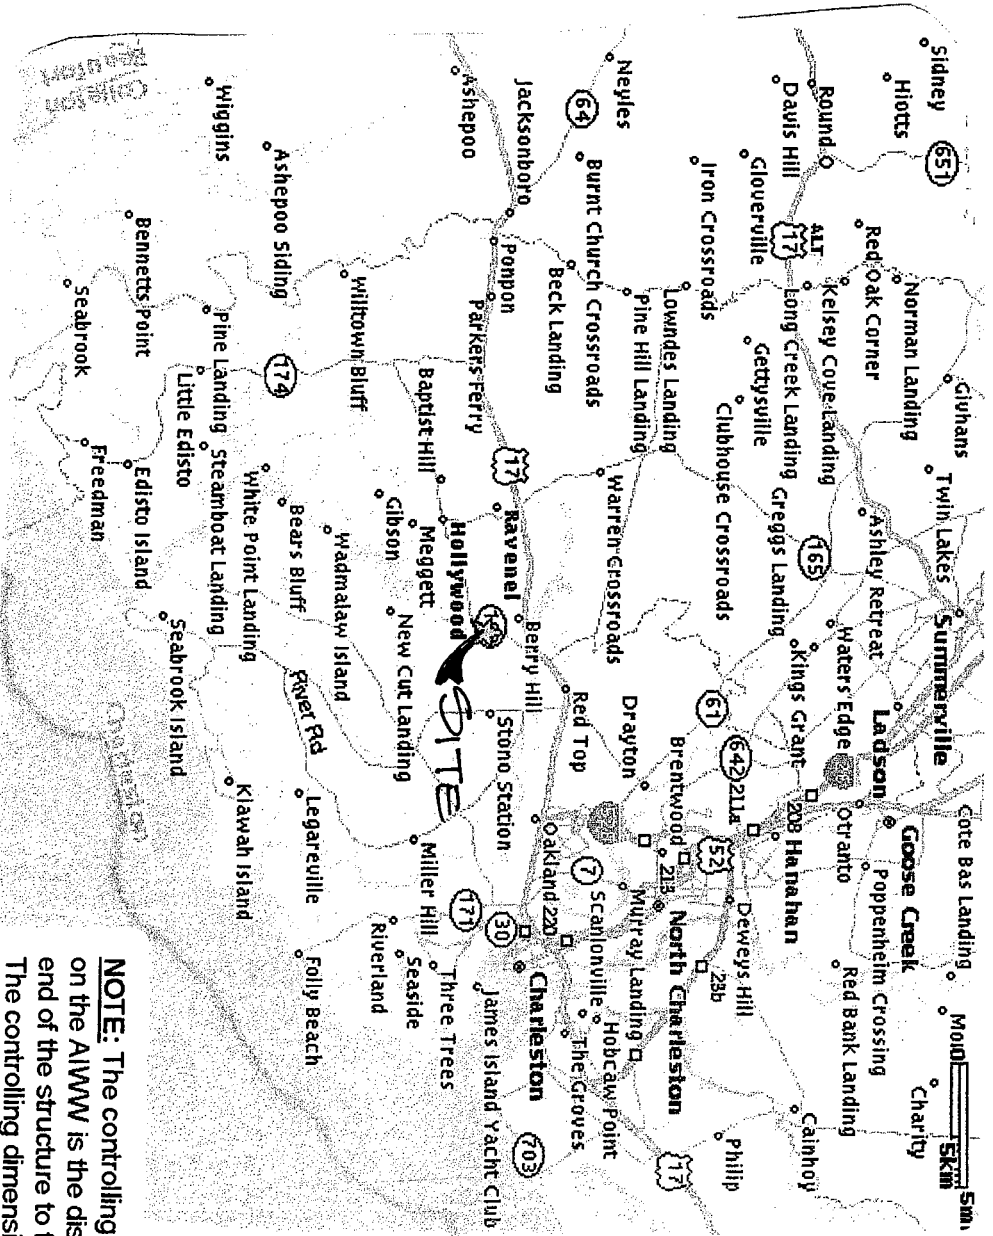 Sidney
Hiotts
651
Round
Davis Hill
Gloverville
Iron Crossroads
Neyles
64
Burnt Church Crossroads
Jacksonboro
Ashepoo
Wiggins
Colleton
Beaufort
Ashepoo Siding
Bennetts Point
Seabrook
ALT
17
Red Oak Corner
Norman Landing
Givhans
Kelsey Cove Landing
Long Creek Landing
Gettysville
Clubhouse Crossroads
Lowndes Landing
Pine Hill Landing
Beck Landing
Ponpon
Parkers Ferry
Wiltown Bluff
174
Pine Landing
Little Edisto
Steamboat Landing
Freedman
Edisto Island
White Point Landing
Bears Bluff
Wadmalaw Island
Baptist Hill
Gibson
Meggett
Hollywood
Ravenel
17
Warren Crossroads
Greggs Landing
165
Ashley Retreat
Twin Lakes
Summerville
Waters Edge
Kings Grant
Ladson
Berry Hill
New Cut Landing
SITE
River Rd
Seabrook Island
Kiawah Island
Legareville
Stono Station
Red Top
Drayton
Brentwood
61
642
211a
208
Hanahan
Otranto
Goose Creek
Cote Bas Landing
Poppenheim Crossing
Red Bank Landing
52
213
Deweys Hill
23b
North Charleston
Murray Landing
7
Scanlonville
Hobcaw Point
The Groves
Oakland
220
30
171
Charleston
Miller Hill
Riverland
Seaside
Three Trees
James Island Yacht Club
Folly Beach
703
17
Philip
Cainhoy
Charity
5km
Charleston
NOTE: The controlling
on the AIWW is the dis
end of the structure to t
The controlling dimensi